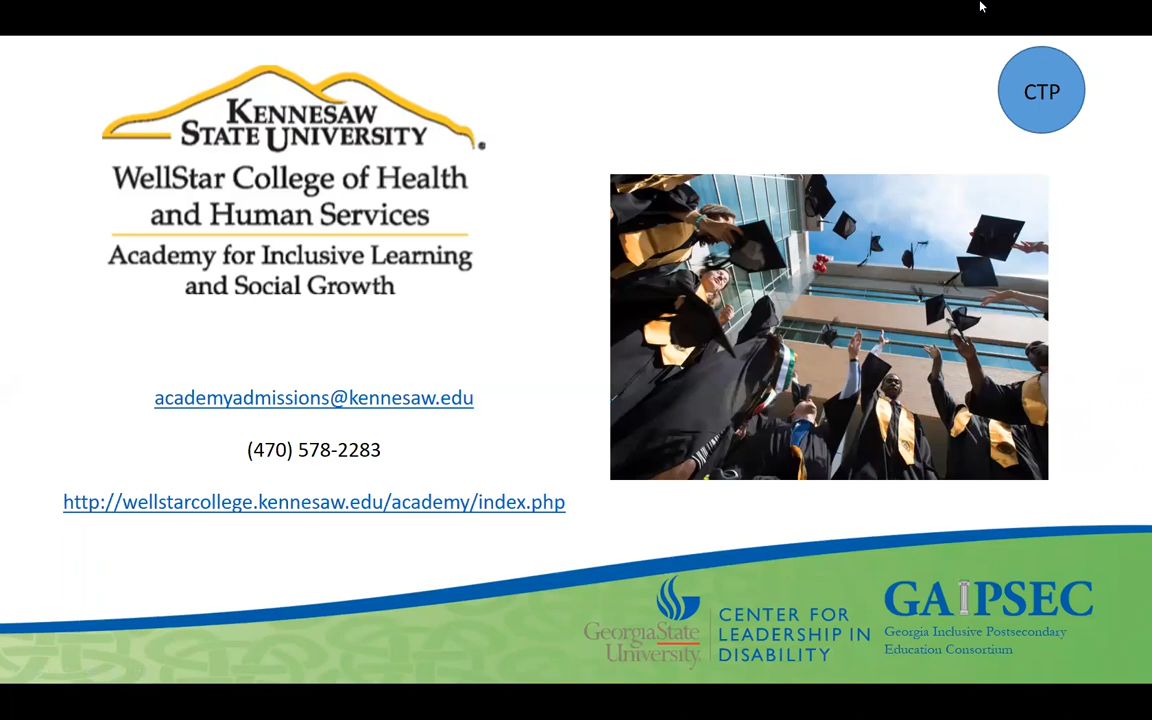 KENNESAW
STATE UNIVERSITY
WellStar College of Health
and Human Services
Academy for Inclusive Learning
and Social Growth
CTP
academyadmissions@kennesaw.edu
(470) 578-2283
http://wellstarcollege.kennesaw.edu/academy/index.php
GeorgiaState
University
CENTER FOR
LEADERSHIP IN
DISABILITY
GAIPSEC
Georgia Inclusive Postsecondary
Education Consortium